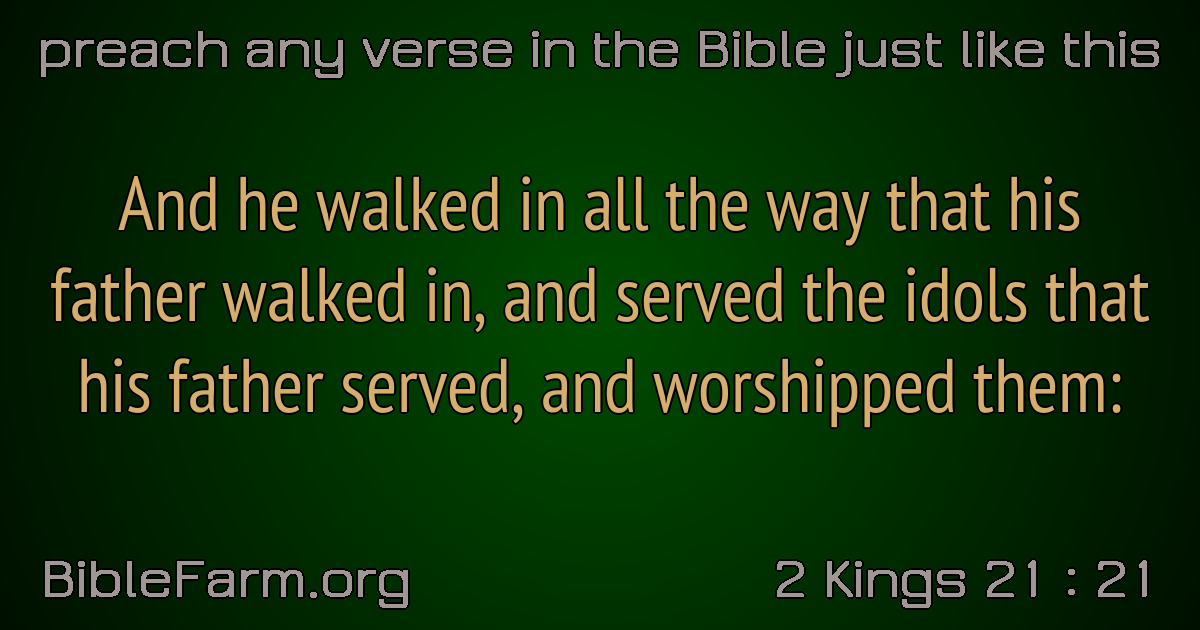 preach any verse in the Bible just like this
And he walked in all the way that his
father walked in, and served the idols that
his father served, and worshipped them:
BibleFarm.org
2 Kings 21 : 21